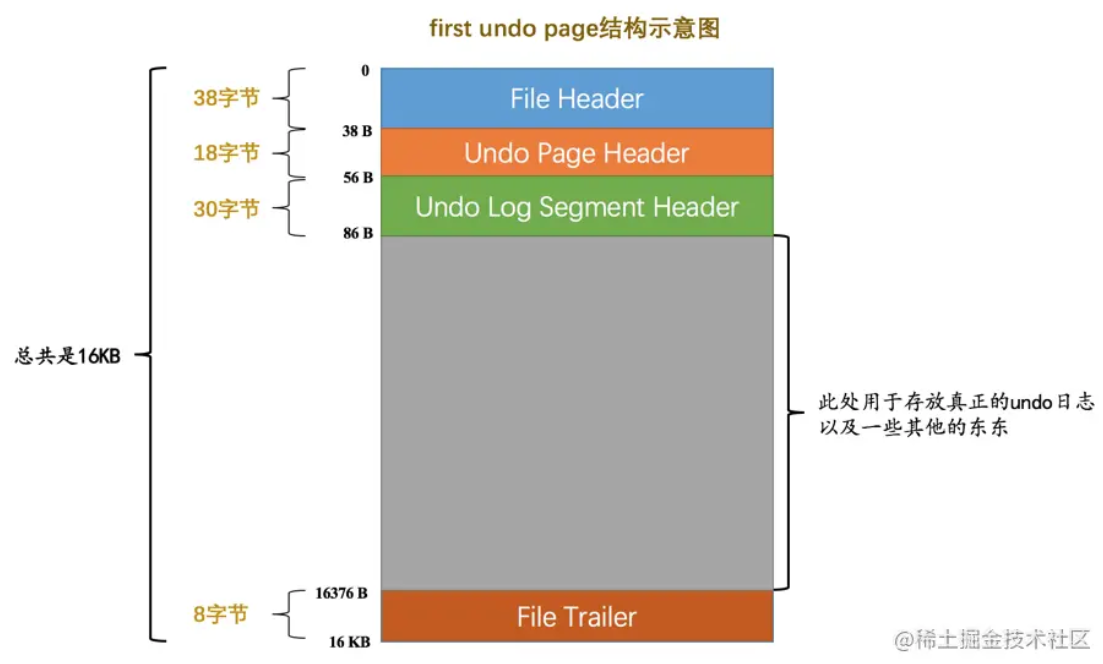 first undo page结构示意图
0
38字节
File Header
38 B
18字节
Undo Page Header
56 B
30字节
Undo Log Segment Header
86 B
总共是16KB
此处用于存放真正的undo日志
以及一些其他的东东
16376 B
8字节
File Trailer
16 KB
@稀土掘金技术社区